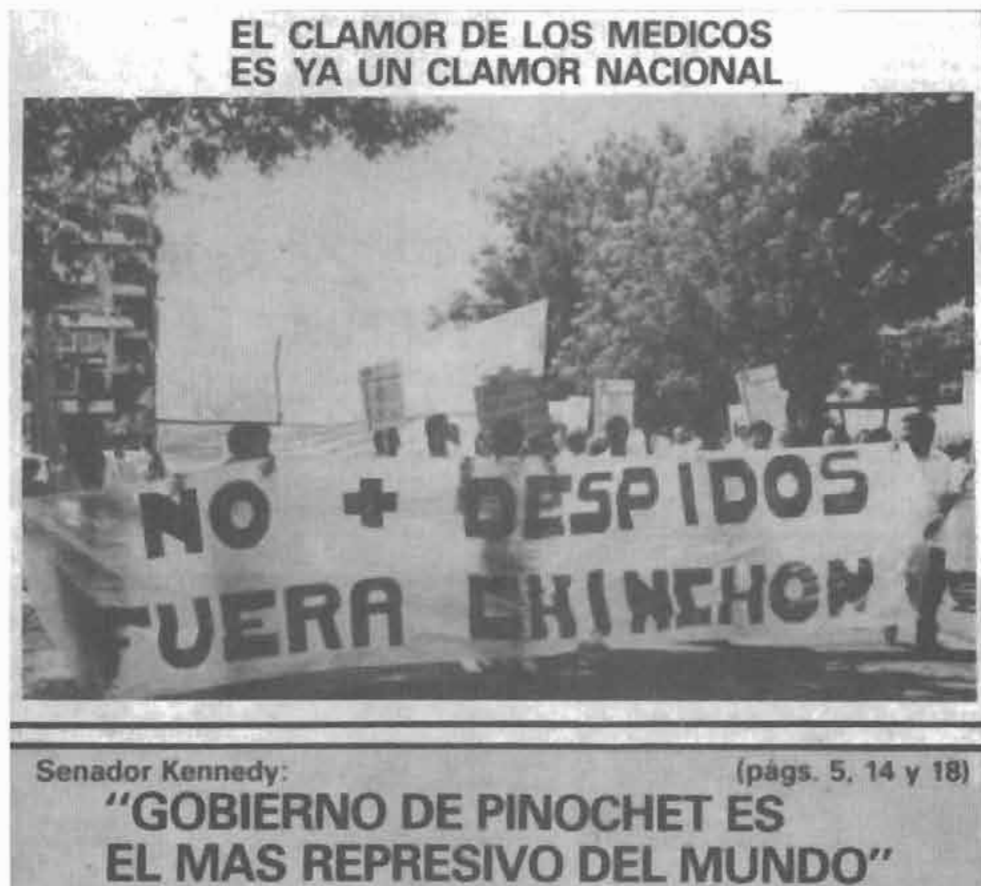 EL CLAMOR DE LOS MEDICOS
ES YA UN CLAMOR NACIONAL
NO + DESPIDOS
FUERA CHINCHON
Senador Kennedy:
(págs. 5, 14 y 18)
"GOBIERNO DE PINOCHET ES
EL MAS REPRESIVO DEL MUNDO"